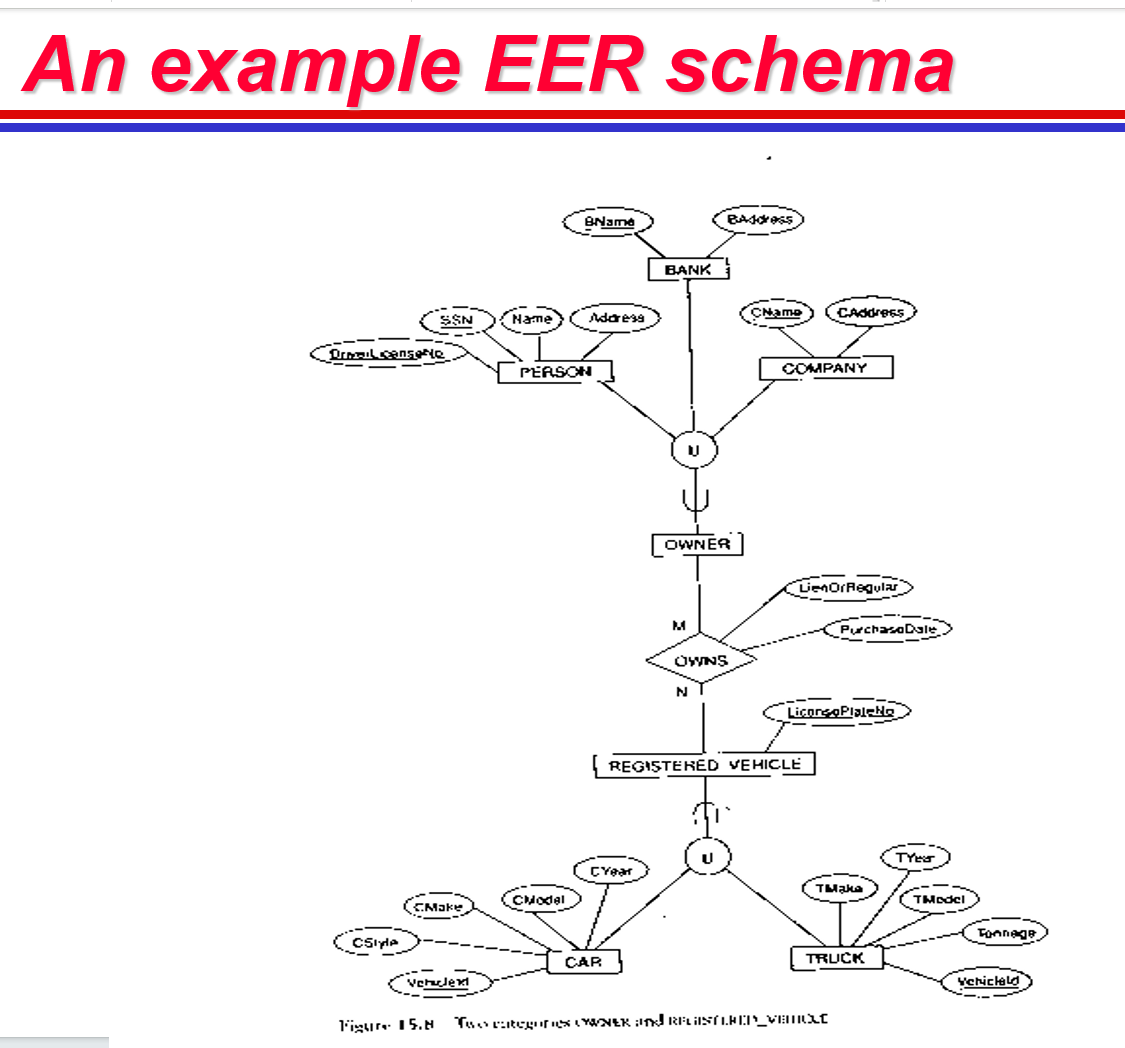 An example EER schema
BName
BAddress
BANK
SSN
Name
Address
CName
CAddress
DriverLicenseNo
PERSON
COMPANY
U
OWNER
LienOrRegular
M
PurchaseDate
OWNS
N
LicensePlateNo
REGISTERED VEHICLE
U
TYear
CYear
TMake
CModel
TModel
CMake
Tonnage
CStyle
CAR
TRUCK
VehicleId
VehicleId
Figure 15.8 Two categories OWNER and REGISTERED_VEHICLE